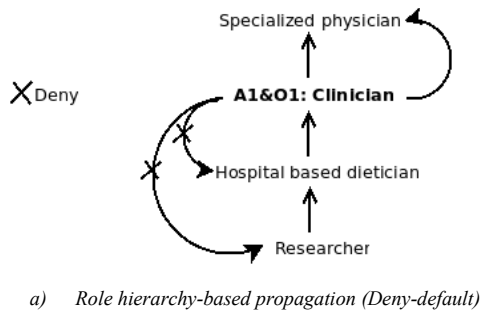 Specialized physician
Deny
A1&O1: Clinician
Hospital based dietician
Researcher
a) Role hierarchy-based propagation (Deny-default)